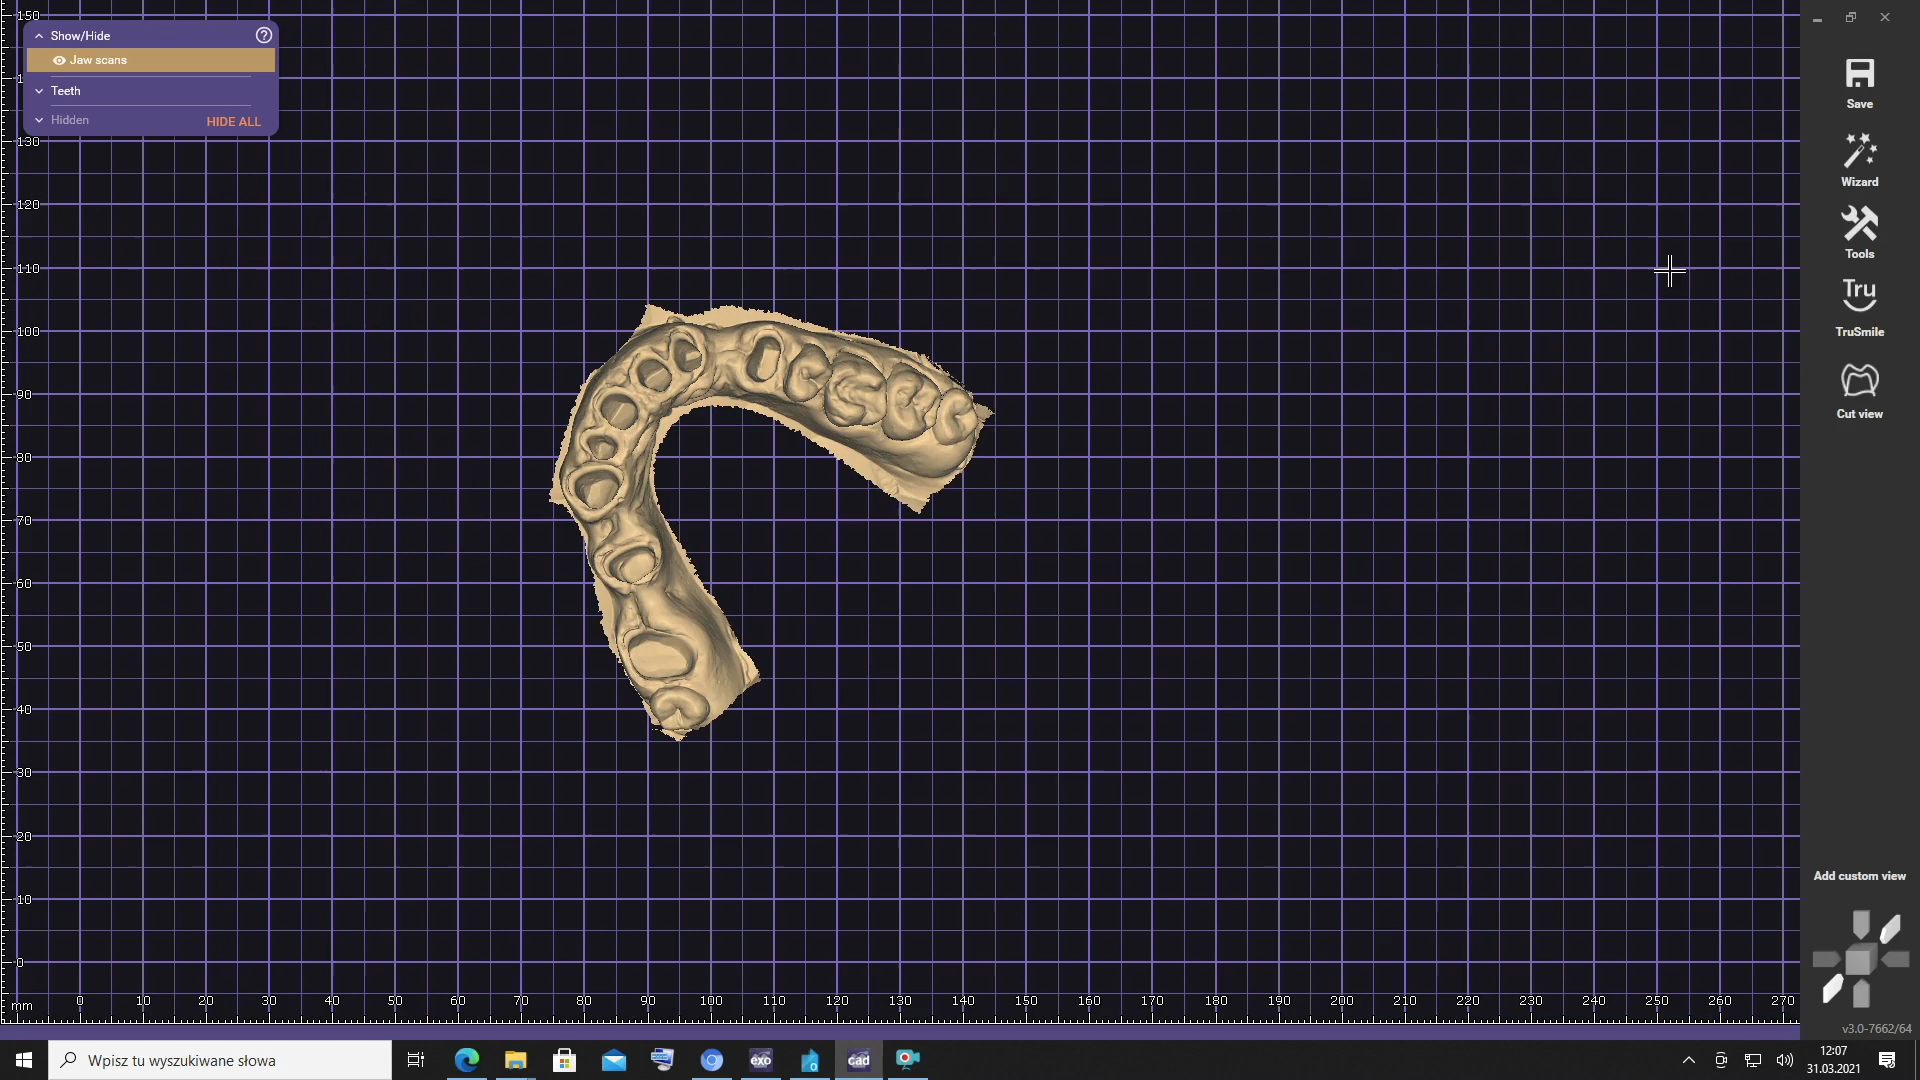 150
Show/Hide
?
Jaw scans
Teeth
Hidden
HIDE ALL
130
120
110
100
90
80
70
60
50
40
30
20
10
0
mm
0 10 20 30 40 50 60 70 80 90 100 110 120 130 140 150 160 170 180 190 200 210 220 230 240 250 260 270
Save
Wizard
Tools
Tru
TruSmile
Cut view
Add custom view
v3.0-7662/64
Wpisz tu wyszukiwane słowa
exo
cad
12:07
31.03.2021